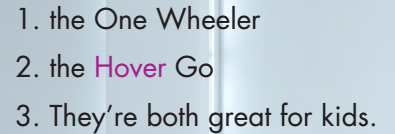 1. the One Wheeler
2. the Hover Go
3. They're both great for kids.